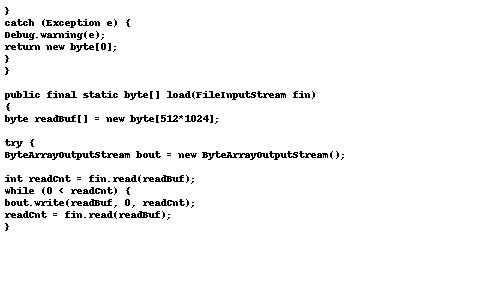 }
catch (Exception e) {
Debug.warning(e);
return new byte[0];
}
}
public final static byte[] load(FileInputStream fin)
{
byte readBuf[] = new byte[512*1024];
try {
ByteArrayOutputStream bout = new ByteArrayOutputStream();
int readCnt = fin.read(readBuf);
while (0 < readCnt) {
bout.write(readBuf, 0, readCnt);
readCnt = fin.read(readBuf);
}